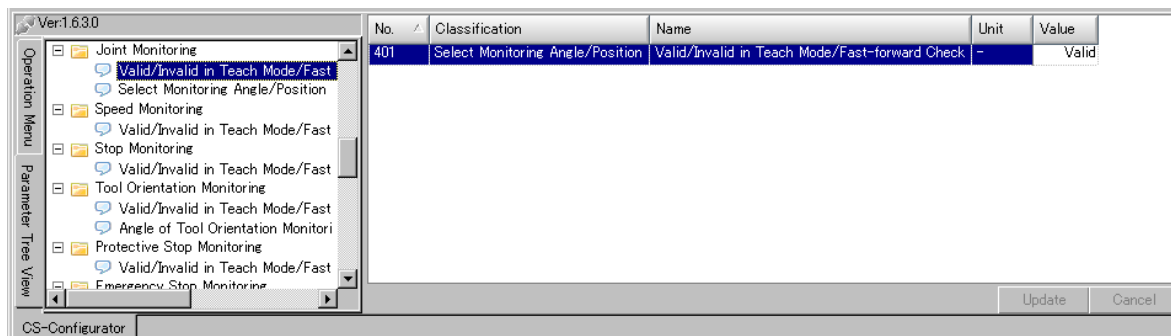 Ver:1.6.3.0
Operation Menu
Parameter Tree View
Joint Monitoring
Valid/Invalid in Teach Mode/Fast
Select Monitoring Angle/Position
Speed Monitoring
Valid/Invalid in Teach Mode/Fast
Stop Monitoring
Valid/Invalid in Teach Mode/Fast
Tool Orientation Monitoring
Valid/Invalid in Teach Mode/Fast
Angle of Tool Orientation Monitori
Protective Stop Monitoring
Valid/Invalid in Teach Mode/Fast
Emergency Stop Monitoring
No. Classification Name Unit Value
401 Select Monitoring Angle/Position Valid/Invalid in Teach Mode/Fast-forward Check - Valid
Update Cancel
CS-Configurator